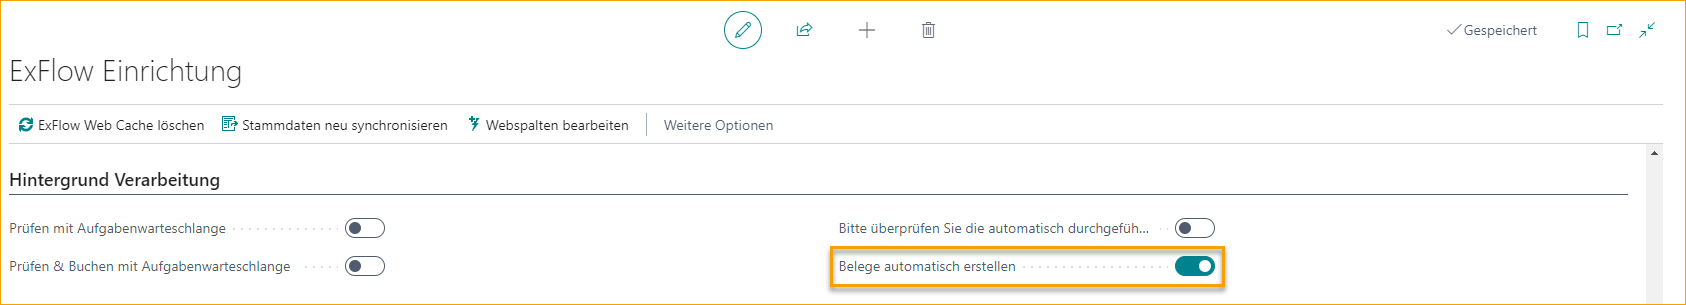 Gespeichert
ExFlow Einrichtung
ExFlow Web Cache löschen Stammdaten neu synchronisieren Webspalten bearbeiten Weitere Optionen
Hintergrund Verarbeitung
Prüfen mit Aufgabenwarteschlange Bitte überprüfen Sie die automatisch durchgefüh...
Prüfen & Buchen mit Aufgabenwarteschlange Belege automatisch erstellen